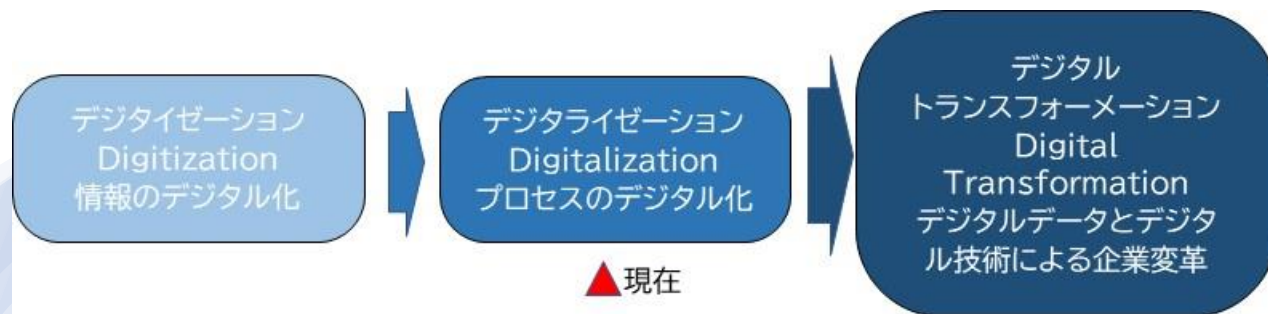 デジタイゼーション
Digitization
情報のデジタル化
デジタライゼーション
Digitalization
プロセスのデジタル化
デジタル
トランスフォーメーション
Digital
Transformation
デジタルデータとデジタ
ル技術による企業変革
▲現在